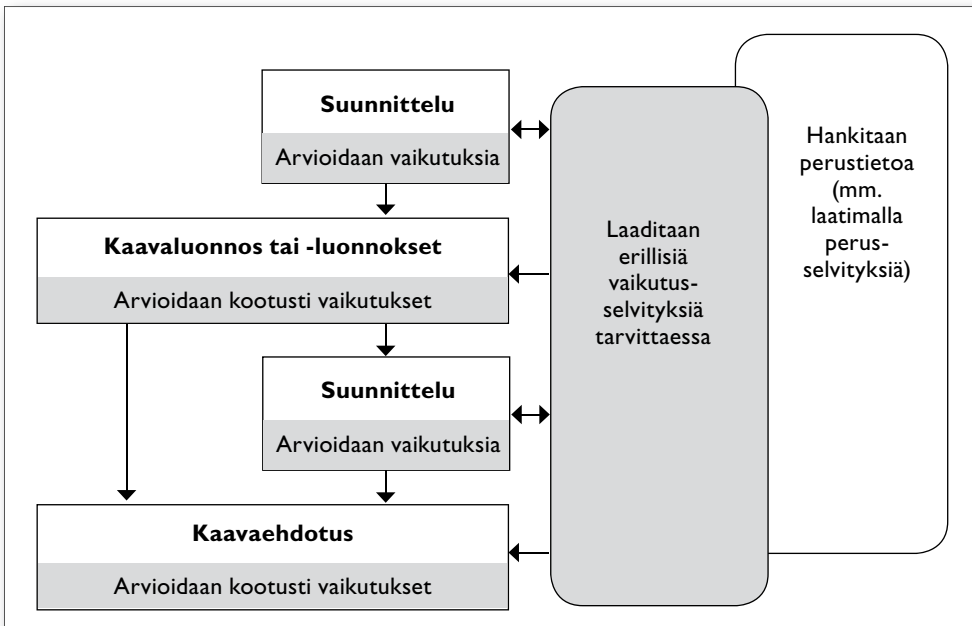 Suunnittelu
Arvioidaan vaikutuksia
Kaavaluonnos tai -luonnokset
Arvioidaan kootusti vaikutukset
Suunnittelu
Arvioidaan vaikutuksia
Kaavaehdotus
Arvioidaan kootusti vaikutukset
Laaditaan
erillisiä
vaikutus-
selvityksiä
tarvittaessa
Hankitaan
perustietoa
(mm.
laatimalla
perus-
selvityksiä)